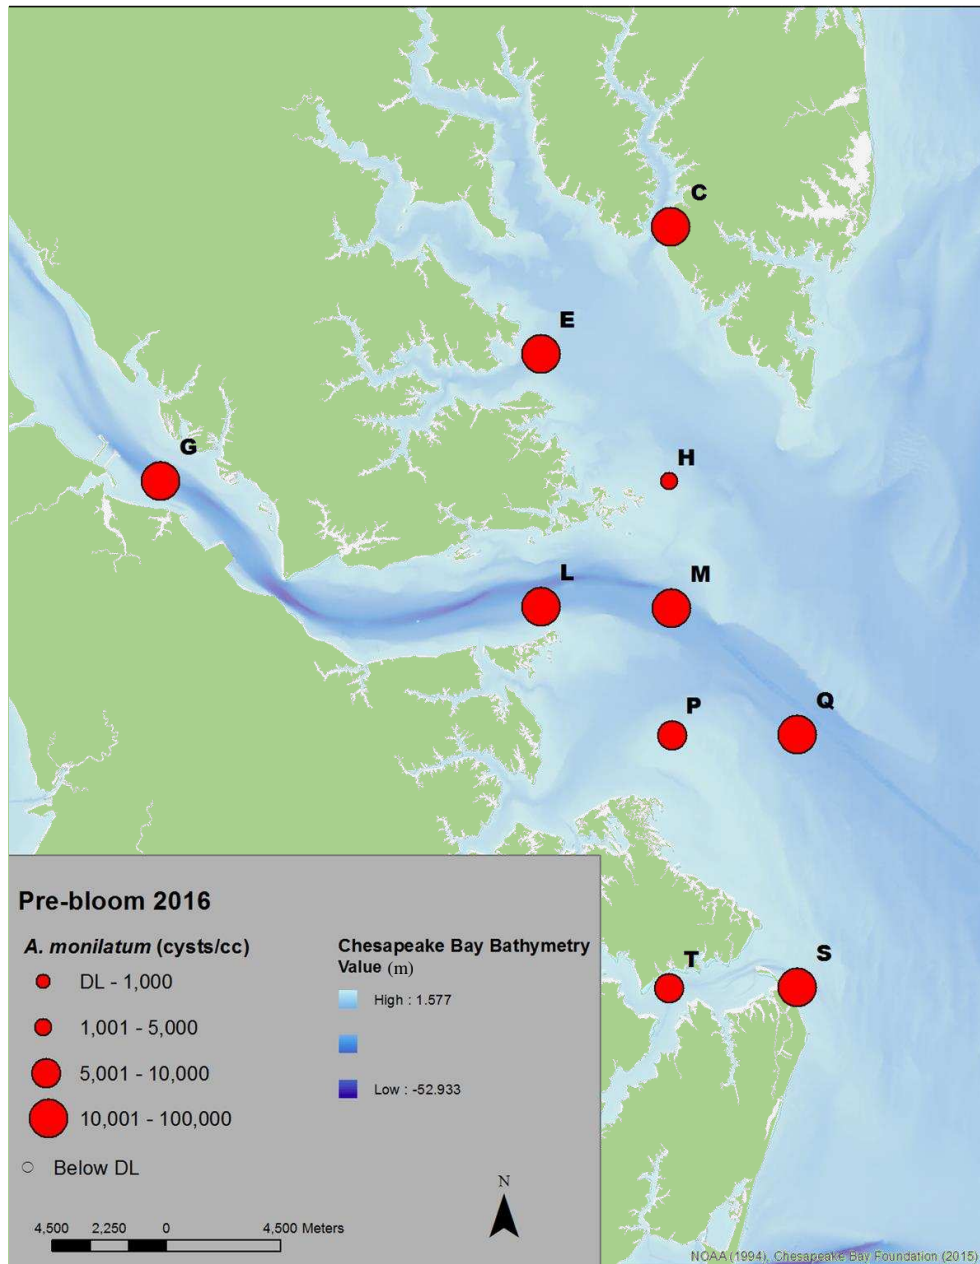 C
E
G
H
L
M
P
Q
T
S
Pre-bloom 2016
A. monilatum (cysts/cc)
DL - 1,000
1,001 - 5,000
5,001 - 10,000
10,001 - 100,000
Below DL
4,500 2,250 0 4,500 Meters
Chesapeake Bay Bathymetry
Value (m)
High : 1.577
Low : -52.933
N
NOAA (1994), Chesapeake Bay Foundation (2015)